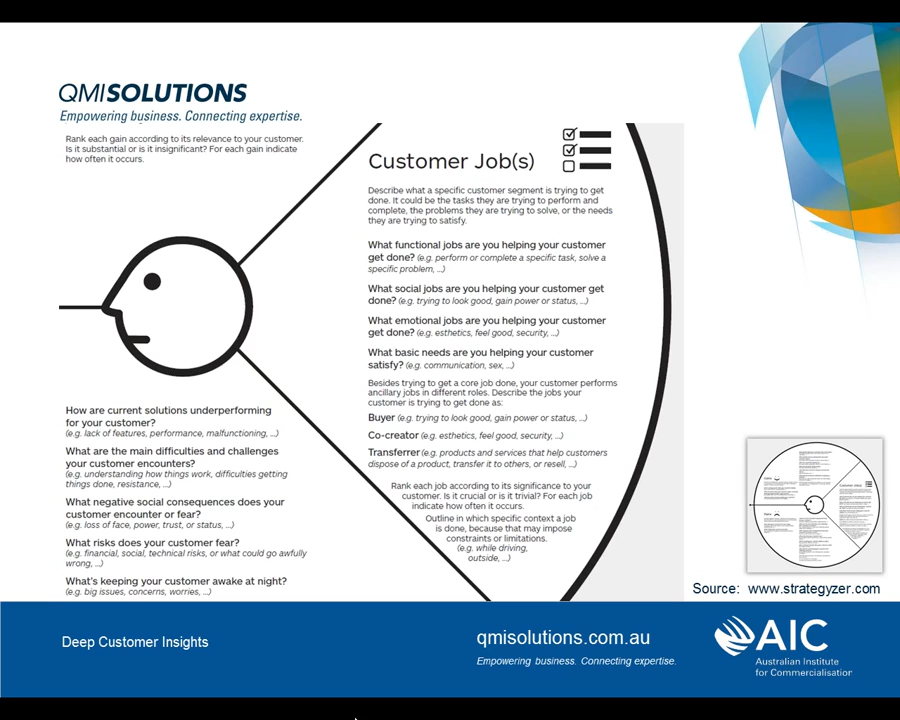 QMISOLUTIONS
Empowering business. Connecting expertise.
Rank each gain according to its relevance to your customer.
Is it substantial or is it insignificant? For each gain indicate
how often it occurs.
How are current solutions underperforming
for your customer?
(e.g. lack of features, performance, malfunctioning, ...)
What are the main difficulties and challenges
your customer encounters?
(e.g. understanding how things work, difficulties getting
things done, resistance, ...)
What negative social consequences does your
customer encounter or fear?
(e.g. loss of face, power, trust, or status, ...)
What risks does your customer fear?
(e.g. financial, social, technical risks, or what could go awfully
wrong, ...)
What's keeping your customer awake at night?
(e.g. big issues, concerns, worries, ...)
Customer Job(s)
Describe what a specific customer segment is trying to get
done. It could be the tasks they are trying to perform and
complete, the problems they are trying to solve, or the needs
they are trying to satisfy.
What functional jobs are you helping your customer
get done? (e.g. perform or complete a specific task, solve a
specific problem, ...)
What social jobs are you helping your customer get
done? (e.g. trying to look good, gain power or status, ...)
What emotional jobs are you helping your customer
get done? (e.g. esthetics, feel good, security, ...)
What basic needs are you helping your customer
satisfy? (e.g. communication, sex, ...)
Besides trying to get a core job done, your customer performs
ancillary jobs in different roles. Describe the jobs your
customer is trying to get done as:
Buyer (e.g. trying to look good, gain power or status, ...)
Co-creator (e.g. esthetics, feel good, security, ...)
Transferrer (e.g. products and services that help customers
dispose of a product, transfer it to others, or resell, ...)
Rank each job according to its significance to your
customer. Is it crucial or is it trivial? For each job
indicate how often it occurs.
Outline in which specific context a job
is done, because that may impose
constraints or limitations.
(e.g. while driving,
outside, ...)
Source: www.strategyzer.com
Deep Customer Insights
qmisolutions.com.au
Empowering business. Connecting expertise.
AIC
Australian Institute
for Commercialisation